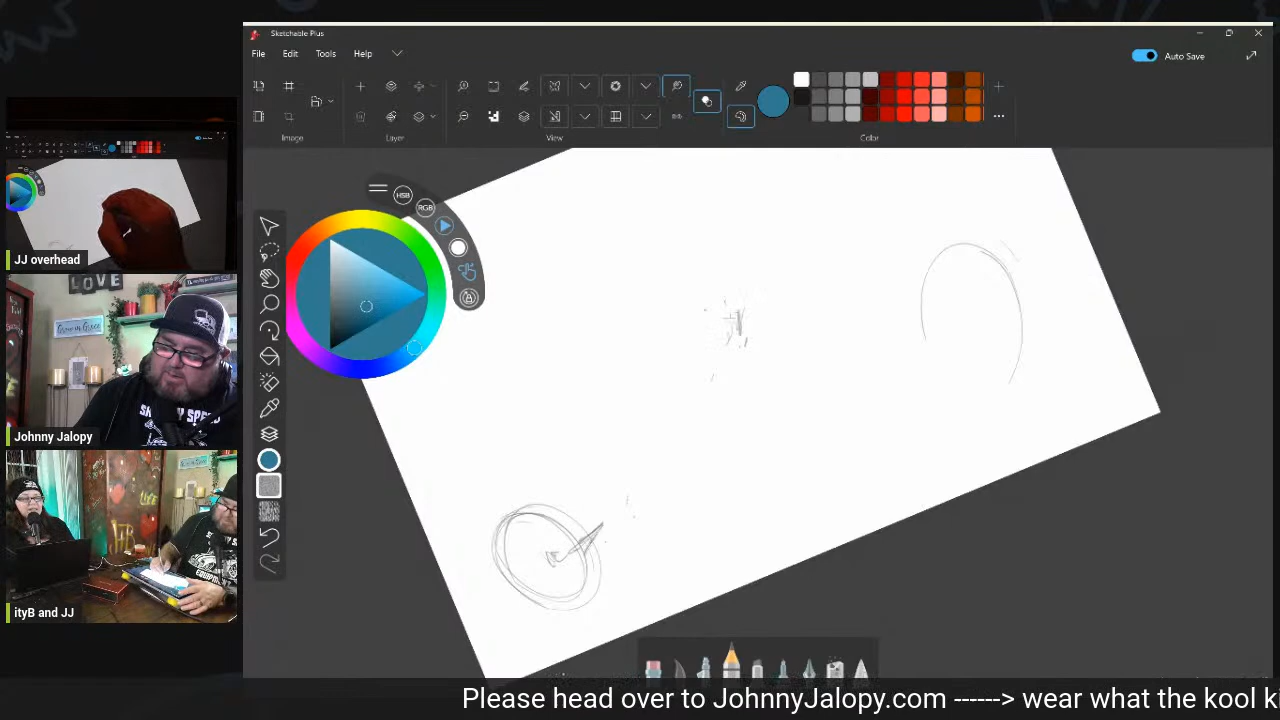 Sketchable Plus
File Edit Tools Help
Auto Save
Image
Layer
View
Color
HSB
RGB
JJ overhead
LOVE
Johnny Jalopy
ityB and JJ
Please head over to JohnnyJalopy.com ------> wear what the kool k